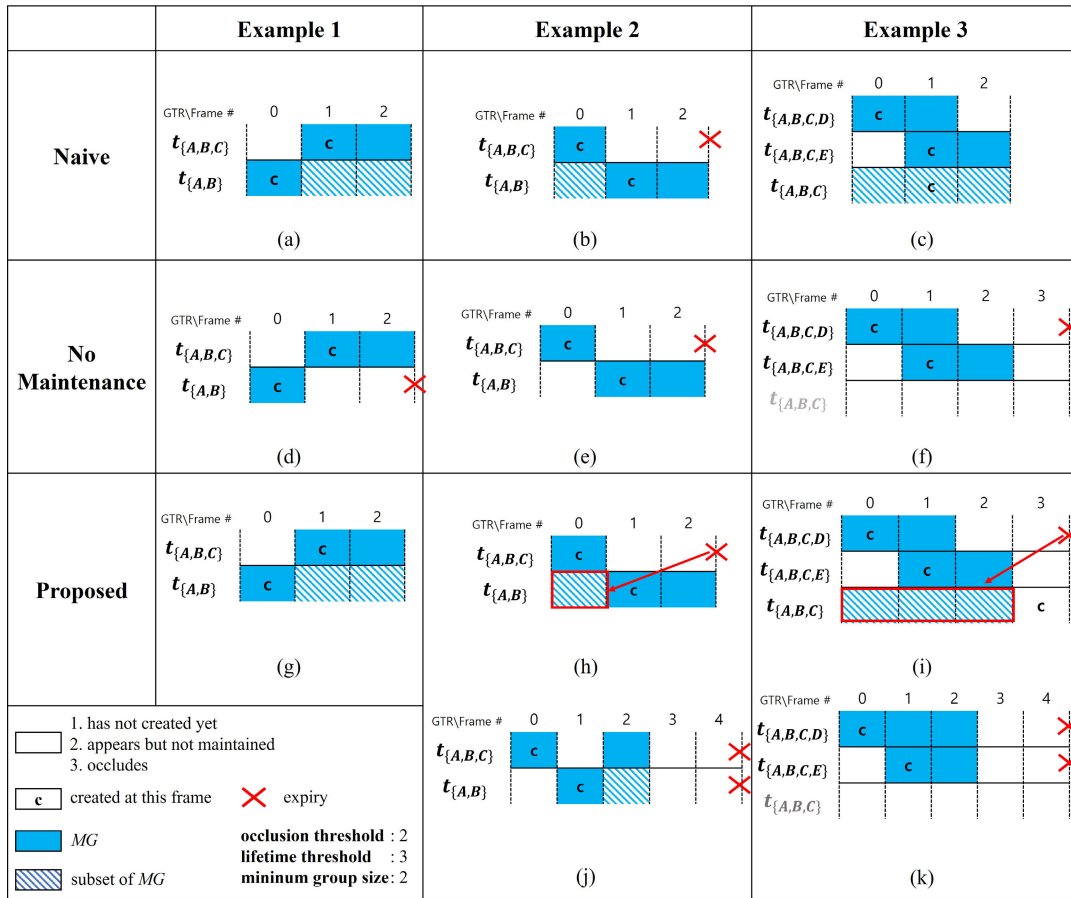 Example 1 Example 2 Example 3
Naive
GTR\Frame # 0 1 2
t{A,B,C} c
t{A,B} c
(a)
GTR\Frame # 0 1 2
t{A,B,C} c
t{A,B} c
(b)
GTR\Frame # 0 1 2
t{A,B,C,D} c
t{A,B,C,E} c
t{A,B,C} c
(c)
No
Maintenance
GTR\Frame # 0 1 2
t{A,B,C} c
t{A,B} c
(d)
GTR\Frame # 0 1 2
t{A,B,C} c
t{A,B} c
(e)
GTR\Frame # 0 1 2 3
t{A,B,C,D} c
t{A,B,C,E} c
t{A,B,C}
(f)
Proposed
GTR\Frame # 0 1 2
t{A,B,C} c
t{A,B} c
(g)
GTR\Frame # 0 1 2
t{A,B,C} c
t{A,B} c
(h)
GTR\Frame # 0 1 2 3
t{A,B,C,D} c
t{A,B,C,E} c
t{A,B,C} c
(i)
GTR\Frame # 0 1 2 3 4
t{A,B,C} c
t{A,B} c
(j)
GTR\Frame # 0 1 2 3 4
t{A,B,C,D} c
t{A,B,C,E} c
t{A,B,C}
(k)
1. has not created yet
2. appears but not maintained
3. occludes
c created at this frame
expiry
MG
subset of MG
occlusion threshold : 2
lifetime threshold : 3
mininum group size : 2